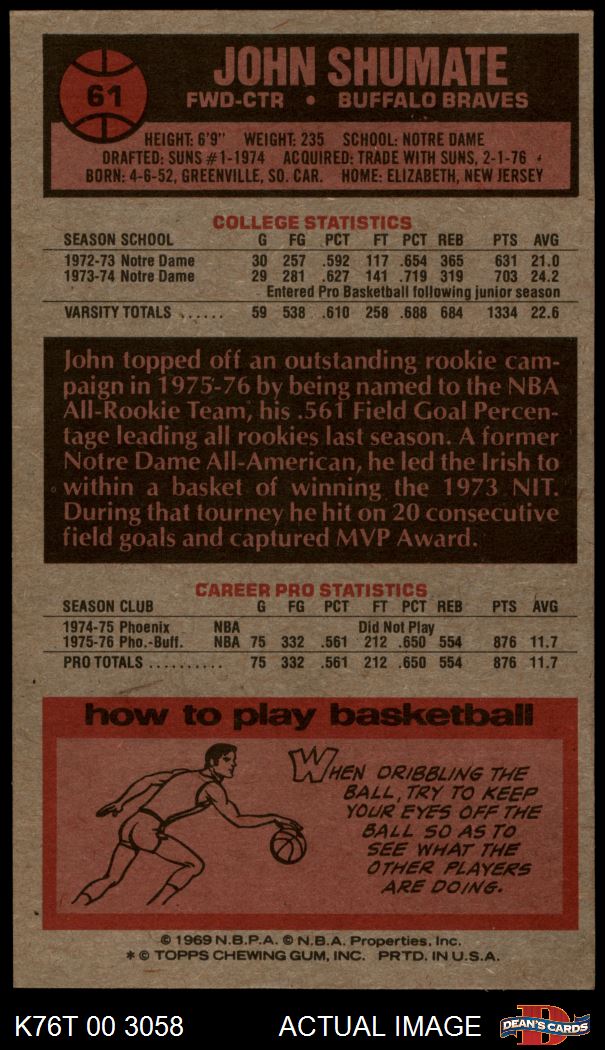 61
JOHN SHUMATE
FWD-CTR • BUFFALO BRAVES
HEIGHT: 6'9" WEIGHT: 235 SCHOOL: NOTRE DAME
DRAFTED: SUNS #1-1974 ACQUIRED: TRADE WITH SUNS, 2-1-76
BORN: 4-6-52, GREENVILLE, SO. CAR. HOME: ELIZABETH, NEW JERSEY
COLLEGE STATISTICS
SEASON SCHOOL G FG PCT FT PCT REB PTS AVG
1972-73 Notre Dame 30 257 .592 117 .654 365 631 21.0
1973-74 Notre Dame 29 281 .627 141 .719 319 703 24.2
Entered Pro Basketball following junior season
VARSITY TOTALS ...... 59 538 .610 258 .688 684 1334 22.6
John topped off an outstanding rookie cam-
paign in 1975-76 by being named to the NBA
All-Rookie Team, his .561 Field Goal Percen-
tage leading all rookies last season. A former
Notre Dame All-American, he led the Irish to
within a basket of winning the 1973 NIT.
During that tourney he hit on 20 consecutive
field goals and captured MVP Award.
CAREER PRO STATISTICS
SEASON CLUB G FG PCT FT PCT REB PTS AVG
1974-75 Phoenix NBA Did Not Play
1975-76 Pho.-Buff. NBA 75 332 .561 212 .650 554 876 11.7
PRO TOTALS .......... 75 332 .561 212 .650 554 876 11.7
how to play basketball
WHEN DRIBBLING THE
BALL, TRY TO KEEP
YOUR EYES OFF THE
BALL SO AS TO
SEE WHAT THE
OTHER PLAYERS
ARE DOING.
© 1969 N.B.P.A. © N.B.A. Properties, Inc.
* © TOPPS CHEWING GUM, INC. PRTD. IN U.S.A.
K76T 00 3058 ACTUAL IMAGE
D
DEAN'S CARDS